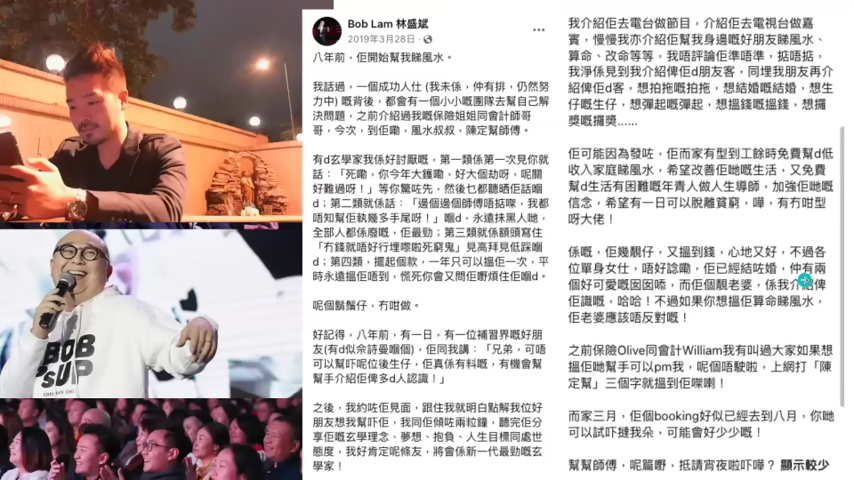 Bob Lam 林盛斌
2019年3月28日
八年前，佢開始幫我睇風水。
我話過，一個成功人仕 (我未係，仲有排，仍然努
力中) 嘅背後，都會有一個小小嘅團隊去幫自己解
決問題，之前介紹過我嘅保險姐姐同會計師哥
哥，今次，到佢嘞，風水叔叔，陳定幫師傅。
有d玄學家我係好討厭嘅，第一類係第一次見你就
話：「死嘞，你今年大鑊嘞，好大個劫呀，呢關
好難過呀！」等你驚咗先，然後乜都聽晒佢話嗰
d；第二類就係話：「邊個邊個師傅唔掂㗎，我都
唔知幫佢執幾多手尾呀！」嗰d，永遠抹黑人哋，
全部人都係廢嘅，佢最勁；第三類就係額頭寫住
「冇錢就唔好行埋嚟啦死窮鬼」見高拜見低踩嗰
d；第四類，擺起個款，一年只可以搵佢一次，平
時永遠搵佢唔到，慌死你會又問佢嘢煩住佢嗰d。
呢個鬍鬚仔，冇咁做。
好記得，八年前，有一日，有一位補習界嘅好朋
友(有d似佘詩曼嗰個)，佢同我講：「兄弟，可唔
可以幫吓呢位後生仔，佢真係有料嘅，有機會幫
幫手介紹佢俾多d人認識！」
之後，我約咗佢見面，跟住我就明白點解我位好
朋友想我幫吓佢，我同佢傾咗兩粒鐘，聽完佢分
享佢嘅玄學理念、夢想、抱負、人生目標同處世
態度，我好肯定呢條友，將會係新一代最勁嘅玄
學家！
我介紹佢去電台做節目，介紹佢去電視台做嘉
賓，慢慢我亦介紹佢幫我身邊嘅好朋友睇風水、
算命、改命等等，我唔評論佢準唔準，掂唔掂，
我淨係見到我介紹俾佢d朋友客，同埋我朋友再介
紹俾佢d客，想拍拖嘅拍拖，想結婚嘅結婚，想生
仔嘅生仔，想彈起嘅彈起，想搵錢嘅搵錢，想攞
獎嘅攞獎......
佢可能因為發咗，佢而家有型到工餘時免費幫d低
收入家庭睇風水，希望改善佢哋嘅生活，又免費
幫d生活有困難嘅年青人做人生導師，加強佢哋嘅
信念，希望有一日可以脫離貧窮，嘩，有冇咁型
呀大佬！
係嘅，佢幾靚仔，又搵到錢，心地又好，不過各
位單身女仕，唔好諗嘞，佢已經結咗婚，仲有兩
個好可愛嘅囡囡𠻹，而佢個靚老婆，係我介紹俾
佢識嘅，哈哈！不過如果你想搵佢算命睇風水，
佢老婆應該唔反對嘅！
之前保險Olive同會計William我有叫過大家如果想
搵佢哋幫手可以pm我，呢個唔駛啦，上網打「陳
定幫」三個字就搵到佢㗎喇！
而家三月，佢個booking好似已經去到八月，你哋
可以試吓撻我朵，可能會好少少嘅！
幫幫師傅，呢篇嘢，抵請宵夜啦吓嘩？ 顯示較少
BOB
'SUP